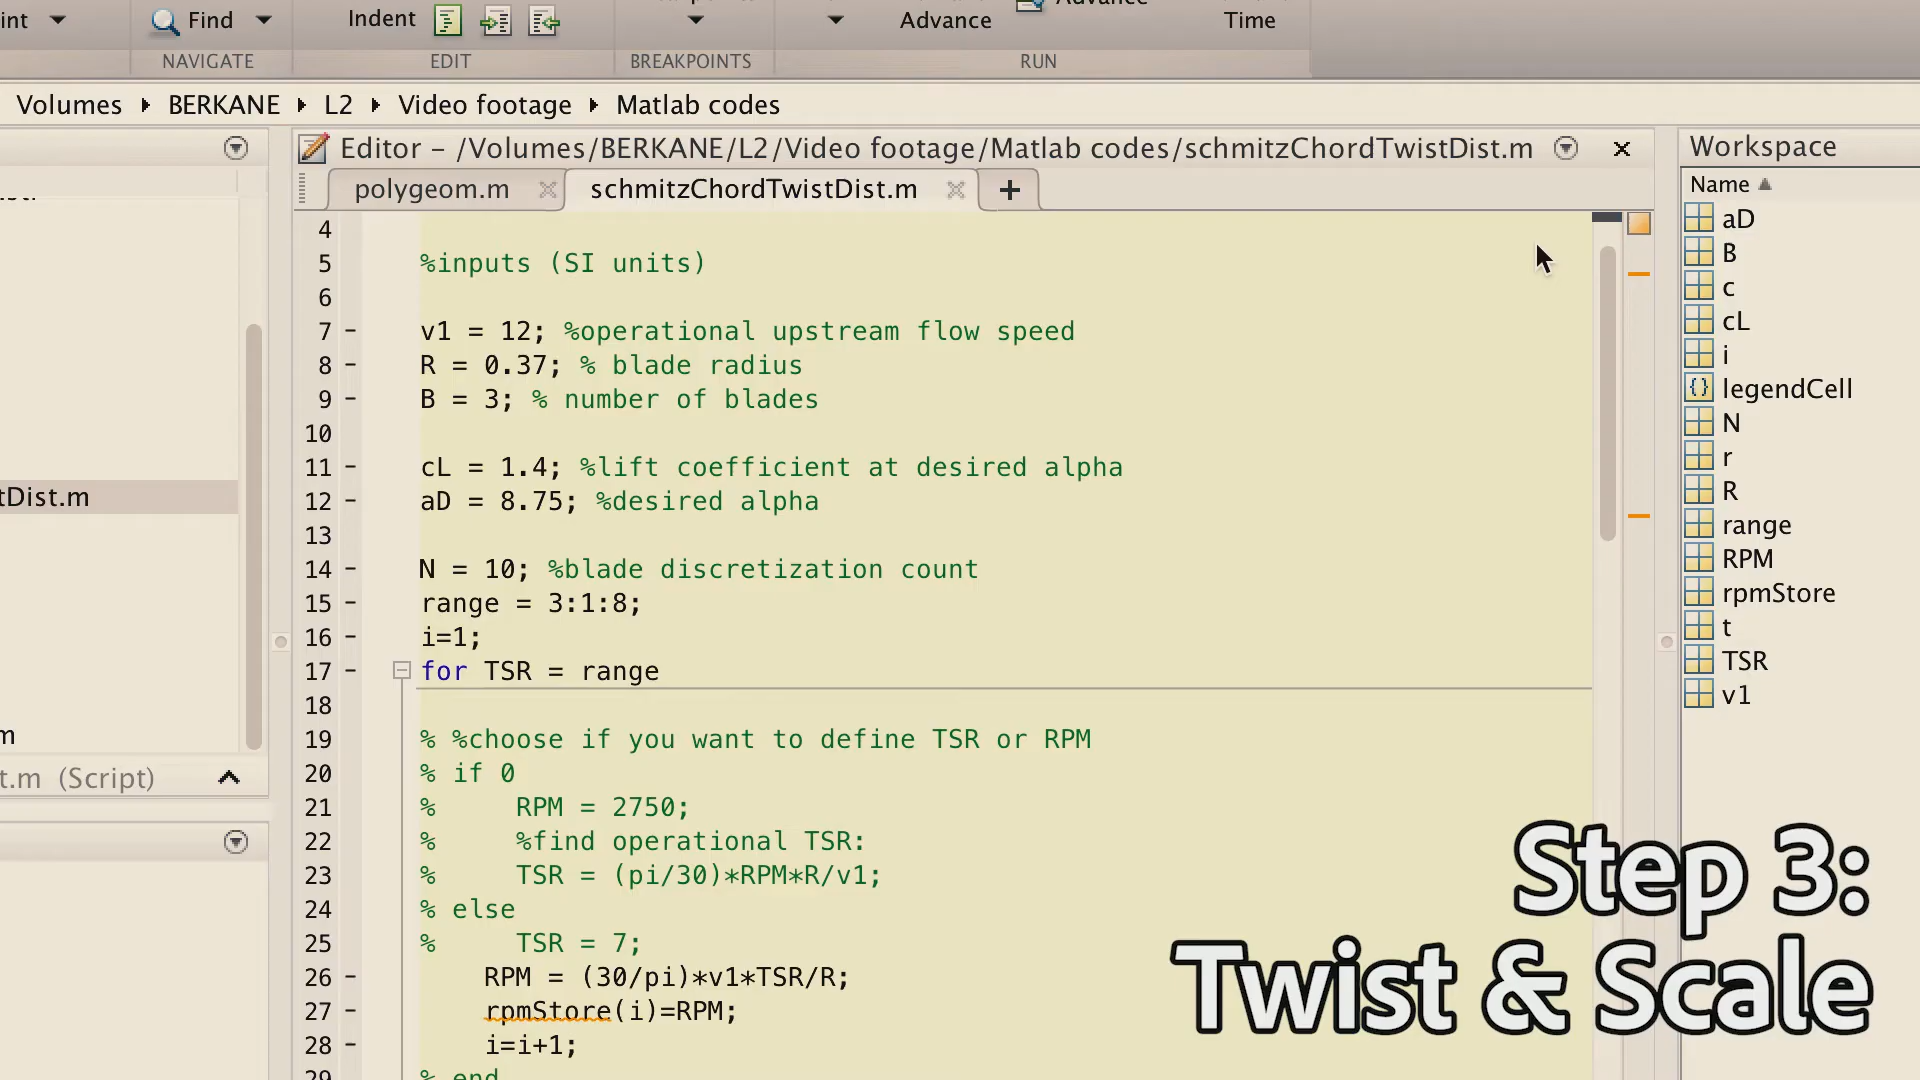 int
Find
Indent
Advance
Advance
Time
NAVIGATE
EDIT
BREAKPOINTS
RUN
Volumes BERKANE L2 Video footage Matlab codes
Editor – /Volumes/BERKANE/L2/Video footage/Matlab codes/schmitzChordTwistDist.m
polygeom.m
schmitzChordTwistDist.m
+
4
5 %inputs (SI units)
6
7 - v1 = 12; %operational upstream flow speed
8 - R = 0.37; % blade radius
9 - B = 3; % number of blades
10
11 - cL = 1.4; %lift coefficient at desired alpha
12 - aD = 8.75; %desired alpha
13
14 - N = 10; %blade discretization count
15 - range = 3:1:8;
16 - i=1;
17 - for TSR = range
18
19 % %choose if you want to define TSR or RPM
20 % if 0
21 % RPM = 2750;
22 % %find operational TSR:
23 % TSR = (pi/30)*RPM*R/v1;
24 % else
25 % TSR = 7;
26 - RPM = (30/pi)*v1*TSR/R;
27 - rpmStore(i)=RPM;
28 - i=i+1;
29 % end
tDist.m
m
t.m (Script)
Workspace
Name
aD
B
c
cL
i
legendCell
N
r
R
range
RPM
rpmStore
t
TSR
v1
Step 3:
Twist & Scale